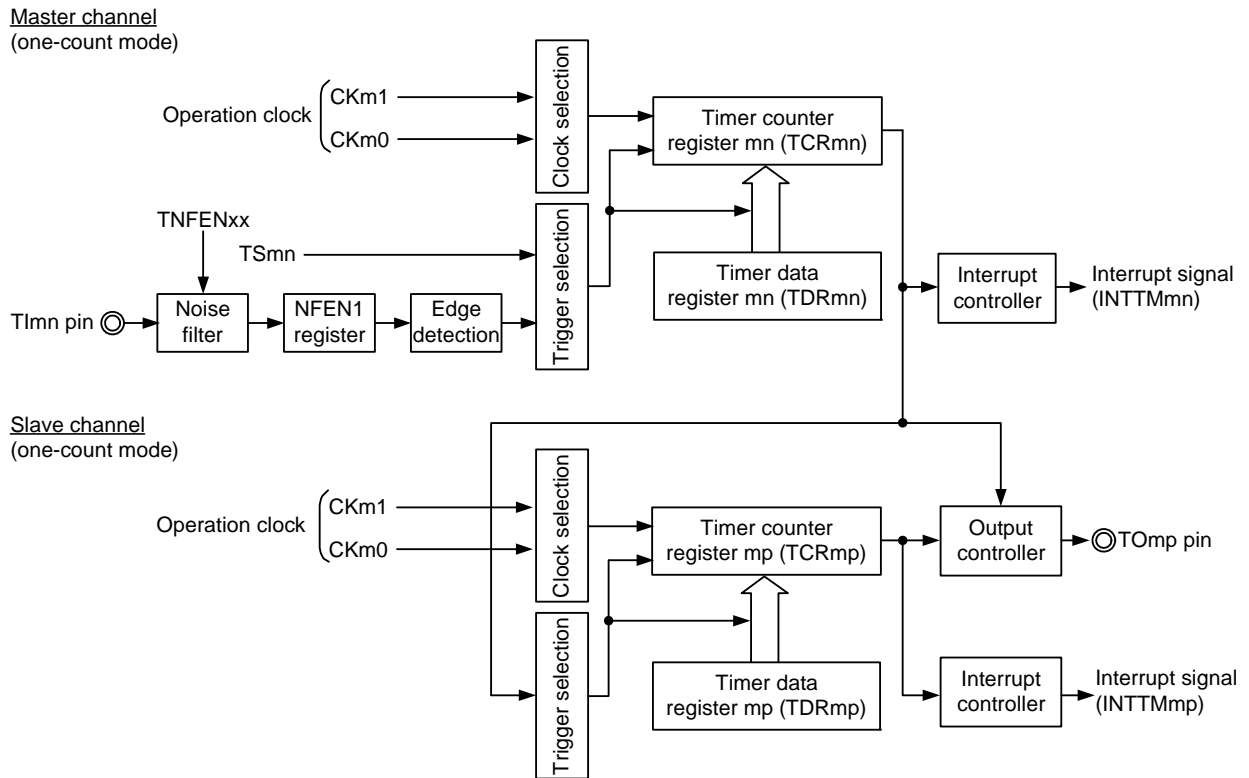 Master channel
(one-count mode)
Operation clock
CKm1
CKm0
Clock selection
Timer counter
register mn (TCRmn)
TNFENxx
TSmn
TImn pin
Noise
filter
NFEN1
register
Edge
detection
Trigger selection
Timer data
register mn (TDRmn)
Interrupt
controller
Interrupt signal
(INTTMmn)
Slave channel
(one-count mode)
Operation clock
CKm1
CKm0
Clock selection
Timer counter
register mp (TCRmp)
Output
controller
TOmp pin
Trigger selection
Timer data
register mp (TDRmp)
Interrupt
controller
Interrupt signal
(INTTMmp)